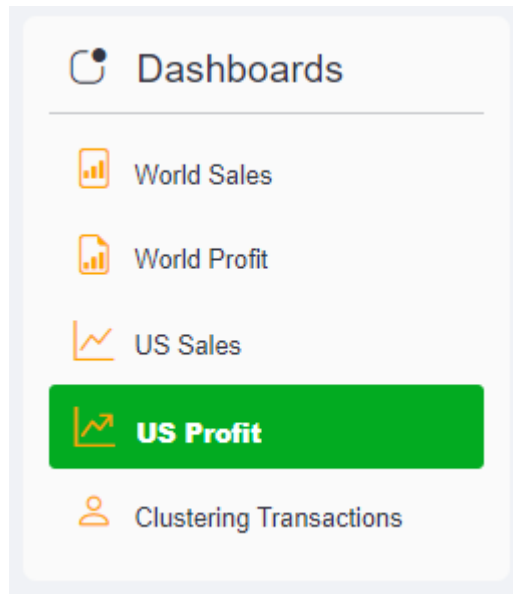 Dashboards
World Sales
World Profit
US Sales
US Profit
Clustering Transactions